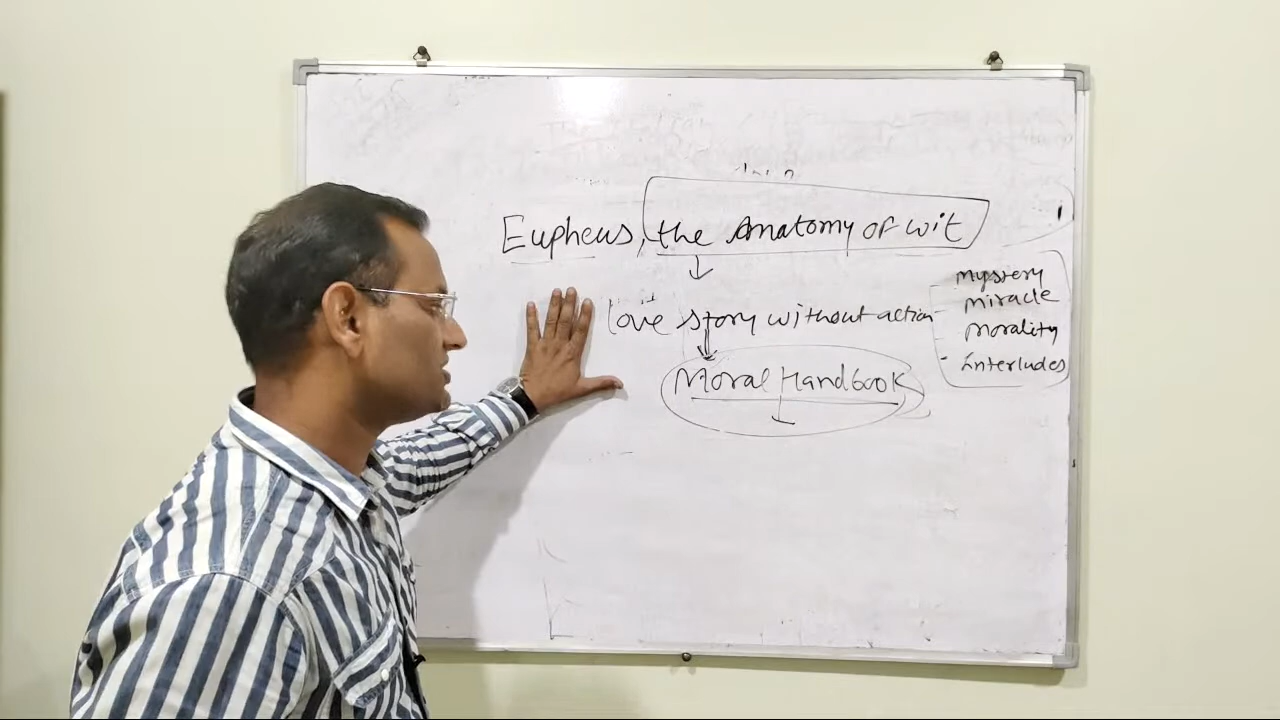 Eupheus, the Anatomy of wit
love story without action
Moral Handbook
mystery
miracle
morality
interludes